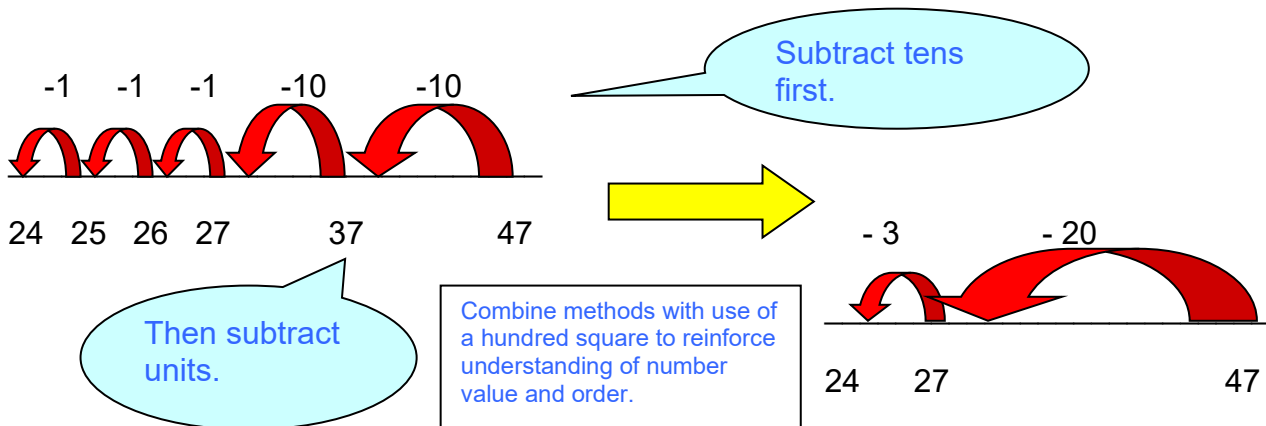 Subtract tens
first.
-1 -1 -1 -10 -10
24 25 26 27 37 47
- 3 - 20
24 27 47
Then subtract
units.
Combine methods with use of
a hundred square to reinforce
understanding of number
value and order.